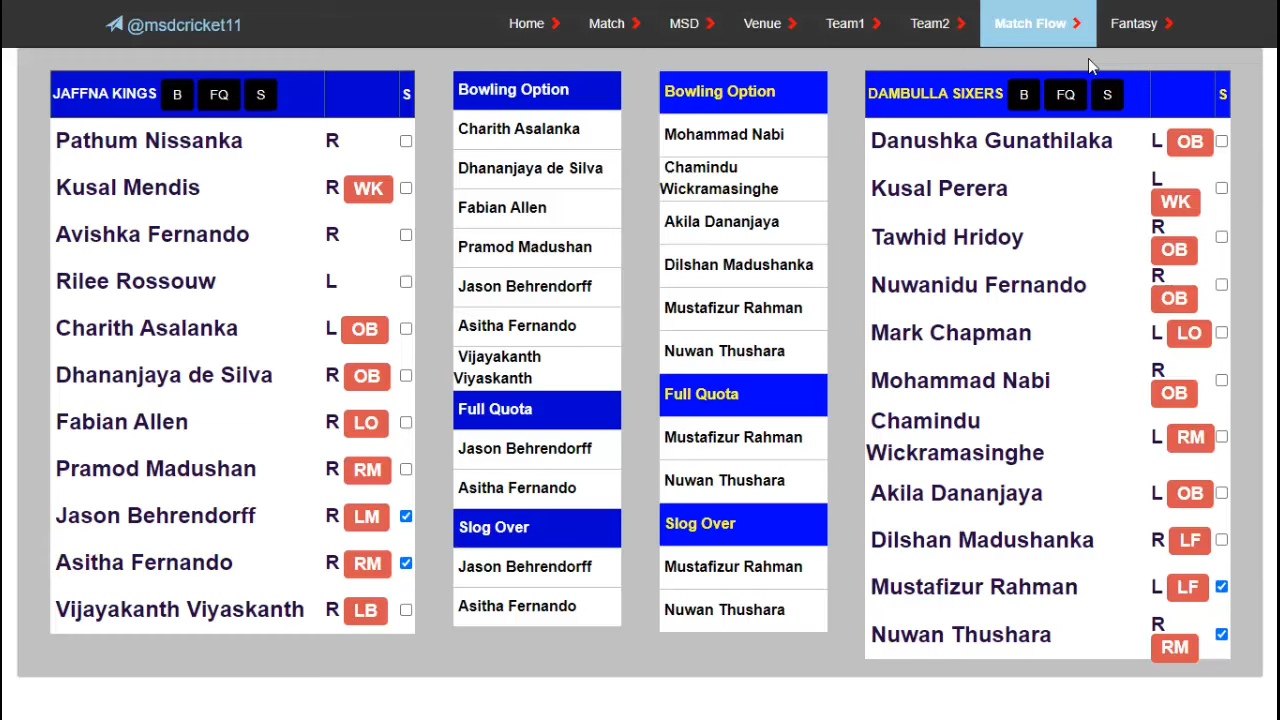 @msdcricket11
Home Match MSD Venue Team1 Team2 Match Flow Fantasy
JAFFNA KINGS B FQ S S
Pathum Nissanka R
Kusal Mendis R WK
Avishka Fernando R
Rilee Rossouw L
Charith Asalanka L OB
Dhananjaya de Silva R OB
Fabian Allen R LO
Pramod Madushan R RM
Jason Behrendorff R LM
Asitha Fernando R RM
Vijayakanth Viyaskanth R LB
Bowling Option
Charith Asalanka
Dhananjaya de Silva
Fabian Allen
Pramod Madushan
Jason Behrendorff
Asitha Fernando
Vijayakanth
Viyaskanth
Full Quota
Jason Behrendorff
Asitha Fernando
Slog Over
Jason Behrendorff
Asitha Fernando
Bowling Option
Mohammad Nabi
Chamindu
Wickramasinghe
Akila Dananjaya
Dilshan Madushanka
Mustafizur Rahman
Nuwan Thushara
Full Quota
Mustafizur Rahman
Nuwan Thushara
Slog Over
Mustafizur Rahman
Nuwan Thushara
DAMBULLA SIXERS B FQ S S
Danushka Gunathilaka L OB
Kusal Perera L WK
Tawhid Hridoy R OB
Nuwanidu Fernando R OB
Mark Chapman L LO
Mohammad Nabi R OB
Chamindu
Wickramasinghe L RM
Akila Dananjaya L OB
Dilshan Madushanka R LF
Mustafizur Rahman L LF
Nuwan Thushara R RM